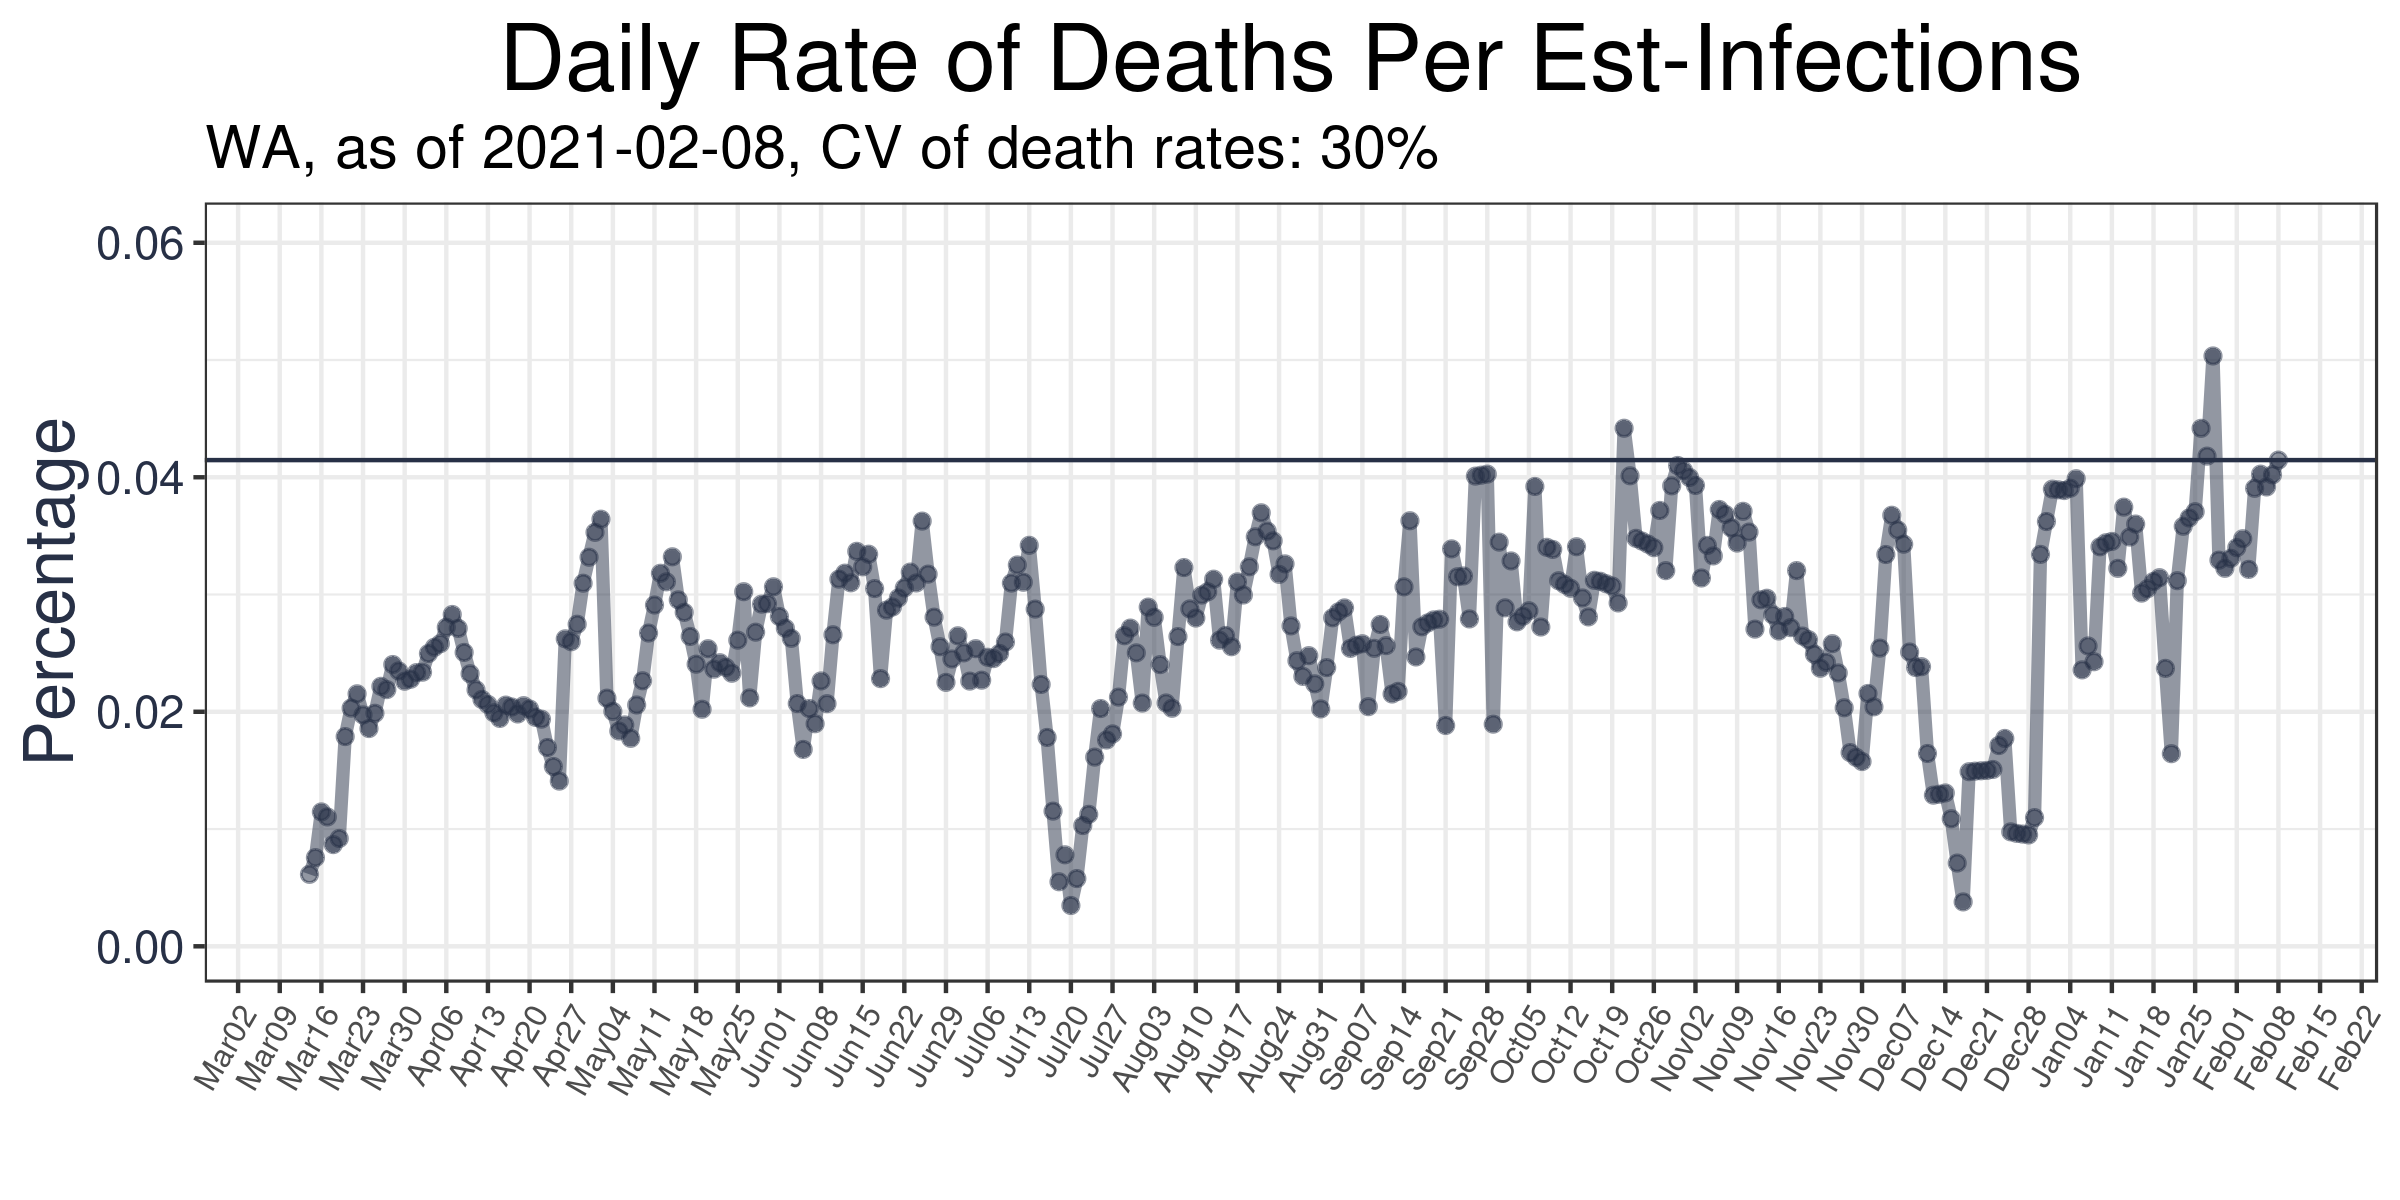 Daily Rate of Deaths Per Est-Infections
WA, as of 2021-02-08, CV of death rates: 30%
Percentage
0.06
0.04
0.02
0.00
Mar02
Mar09
Mar16
Mar23
Mar30
Apr06
Apr13
Apr20
Apr27
May04
May11
May18
May25
Jun01
Jun08
Jun15
Jun22
Jun29
Jul06
Jul13
Jul20
Jul27
Aug03
Aug10
Aug17
Aug24
Aug31
Sep07
Sep14
Sep21
Sep28
Oct05
Oct12
Oct19
Oct26
Nov02
Nov09
Nov16
Nov23
Nov30
Dec07
Dec14
Dec21
Dec28
Jan04
Jan11
Jan18
Jan25
Feb01
Feb08
Feb15
Feb22